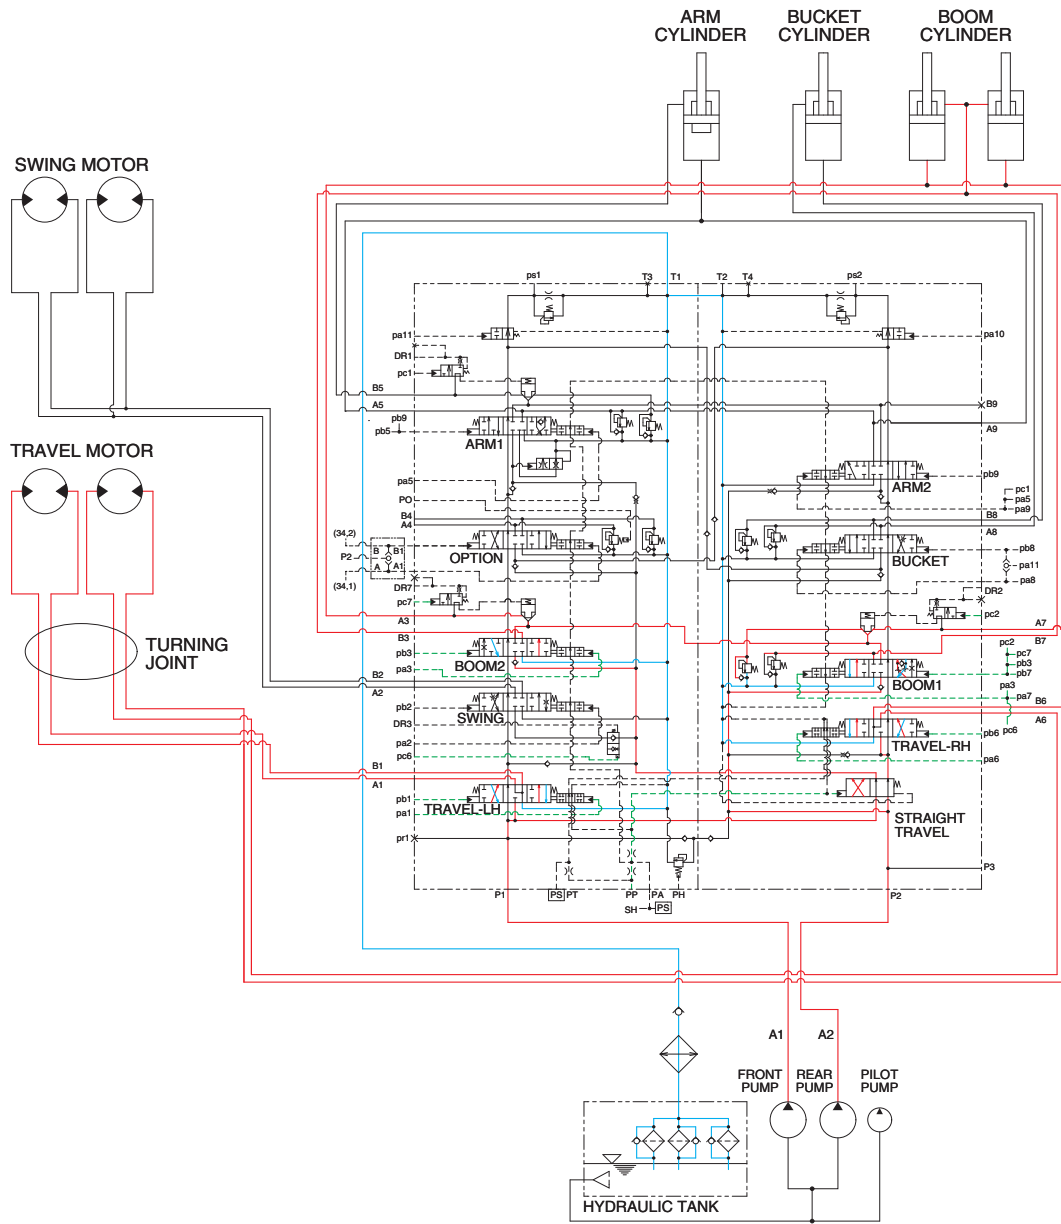 ARM
CYLINDER
BUCKET
CYLINDER
BOOM
CYLINDER
SWING MOTOR
TRAVEL MOTOR
TURNING
JOINT
ps1
T3
T1
T2
T4
ps2
pa11
DR1
pc1
B5
A5
pb9
pb5
ARM1
pa5
PO
B4
A4
(34,2)
P2
B
B1
A
A1
(34,1)
OPTION
DR7
pc7
A3
B3
pb3
BOOM2
pa3
B2
A2
pb2
SWING
DR3
pa2
pc6
B1
A1
pb1
TRAVEL-LH
pa1
pr1
pa10
B9
A9
ARM2
pb9
pc1
pa5
pa9
B8
A8
BUCKET
pb8
pa11
pa8
DR2
pc2
A7
B7
pc2
pc7
pb3
pb7
BOOM1
pa3
pa7
B6
A6
pc6
TRAVEL-RH
pb6
pa6
STRAIGHT
TRAVEL
P3
P1
PS
PT
PP
PA
PH
SH
PS
P2
A1
A2
FRONT
PUMP
REAR
PUMP
PILOT
PUMP
HYDRAULIC TANK